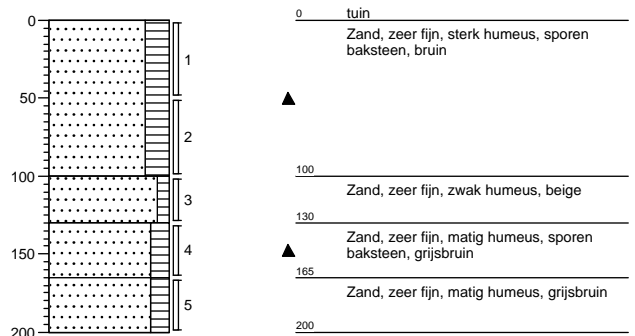 0
50
100
150
200
1
2
3
4
5
0 tuin
Zand, zeer fijn, sterk humeus, sporen
baksteen, bruin
100
Zand, zeer fijn, zwak humeus, beige
130
Zand, zeer fijn, matig humeus, sporen
baksteen, grijsbruin
165
Zand, zeer fijn, matig humeus, grijsbruin
200